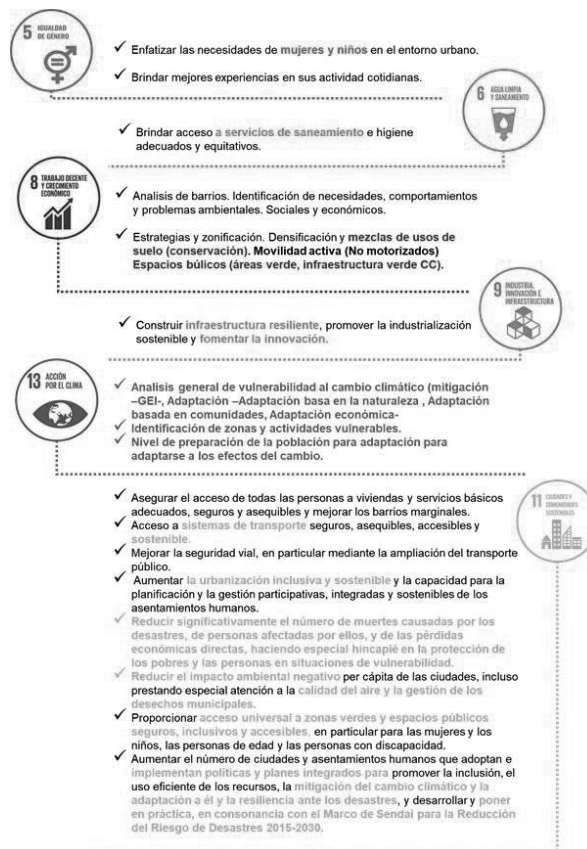 5 IGUALDAD
DE GÉNERO
✓ Enfatizar las necesidades de mujeres y niños en el entorno urbano.
✓ Brindar mejores experiencias en sus actividad cotidianas.
6 AGUA LIMPIA
Y SANEAMIENTO
✓ Brindar acceso a servicios de saneamiento e higiene
adecuados y equitativos.
8 TRABAJO DECENTE
Y CRECIMIENTO
ECONÓMICO
✓ Analisis de barrios. Identificación de necesidades, comportamientos
y problemas ambientales. Sociales y económicos.
✓ Estrategias y zonificación. Densificación y mezclas de usos de
suelo (conservación). Movilidad activa (No motorizados)
Espacios búlicos (áreas verde, infraestructura verde CC).
9 INDUSTRIA,
INNOVACIÓN E
INFRAESTRUCTURA
✓ Construir infraestructura resiliente, promover la industrialización
sostenible y fomentar la innovación.
13 ACCIÓN
POR EL CLIMA
✓ Analisis general de vulnerabilidad al cambio climático (mitigación
–GEI-, Adaptación –Adaptación basa en la naturaleza , Adaptación
basada en comunidades, Adaptación económica-
✓ Identificación de zonas y actividades vulnerables.
✓ Nivel de preparación de la población para adaptación para
adaptarse a los efectos del cambio.
11 CIUDADES Y
COMUNIDADES
SOSTENIBLES
✓ Asegurar el acceso de todas las personas a viviendas y servicios básicos
adecuados, seguros y asequibles y mejorar los barrios marginales.
✓ Acceso a sistemas de transporte seguros, asequibles, accesibles y
sostenible.
✓ Mejorar la seguridad vial, en particular mediante la ampliación del transporte
público.
✓ Aumentar la urbanización inclusiva y sostenible y la capacidad para la
planificación y la gestión participativas, integradas y sostenibles de los
asentamientos humanos.
✓ Reducir significativamente el número de muertes causadas por los
desastres, de personas afectadas por ellos, y de las pérdidas
económicas directas, haciendo especial hincapié en la protección de
los pobres y las personas en situaciones de vulnerabilidad.
✓ Reducir el impacto ambiental negativo per cápita de las ciudades, incluso
prestando especial atención a la calidad del aire y la gestión de los
desechos municipales.
✓ Proporcionar acceso universal a zonas verdes y espacios públicos
seguros, inclusivos y accesibles, en particular para las mujeres y los
niños, las personas de edad y las personas con discapacidad.
✓ Aumentar el número de ciudades y asentamientos humanos que adoptan e
implementan políticas y planes integrados para promover la inclusión, el
uso eficiente de los recursos, la mitigación del cambio climático y la
adaptación a él y la resiliencia ante los desastres, y desarrollar y poner
en práctica, en consonancia con el Marco de Sendai para la Reducción
del Riesgo de Desastres 2015-2030.